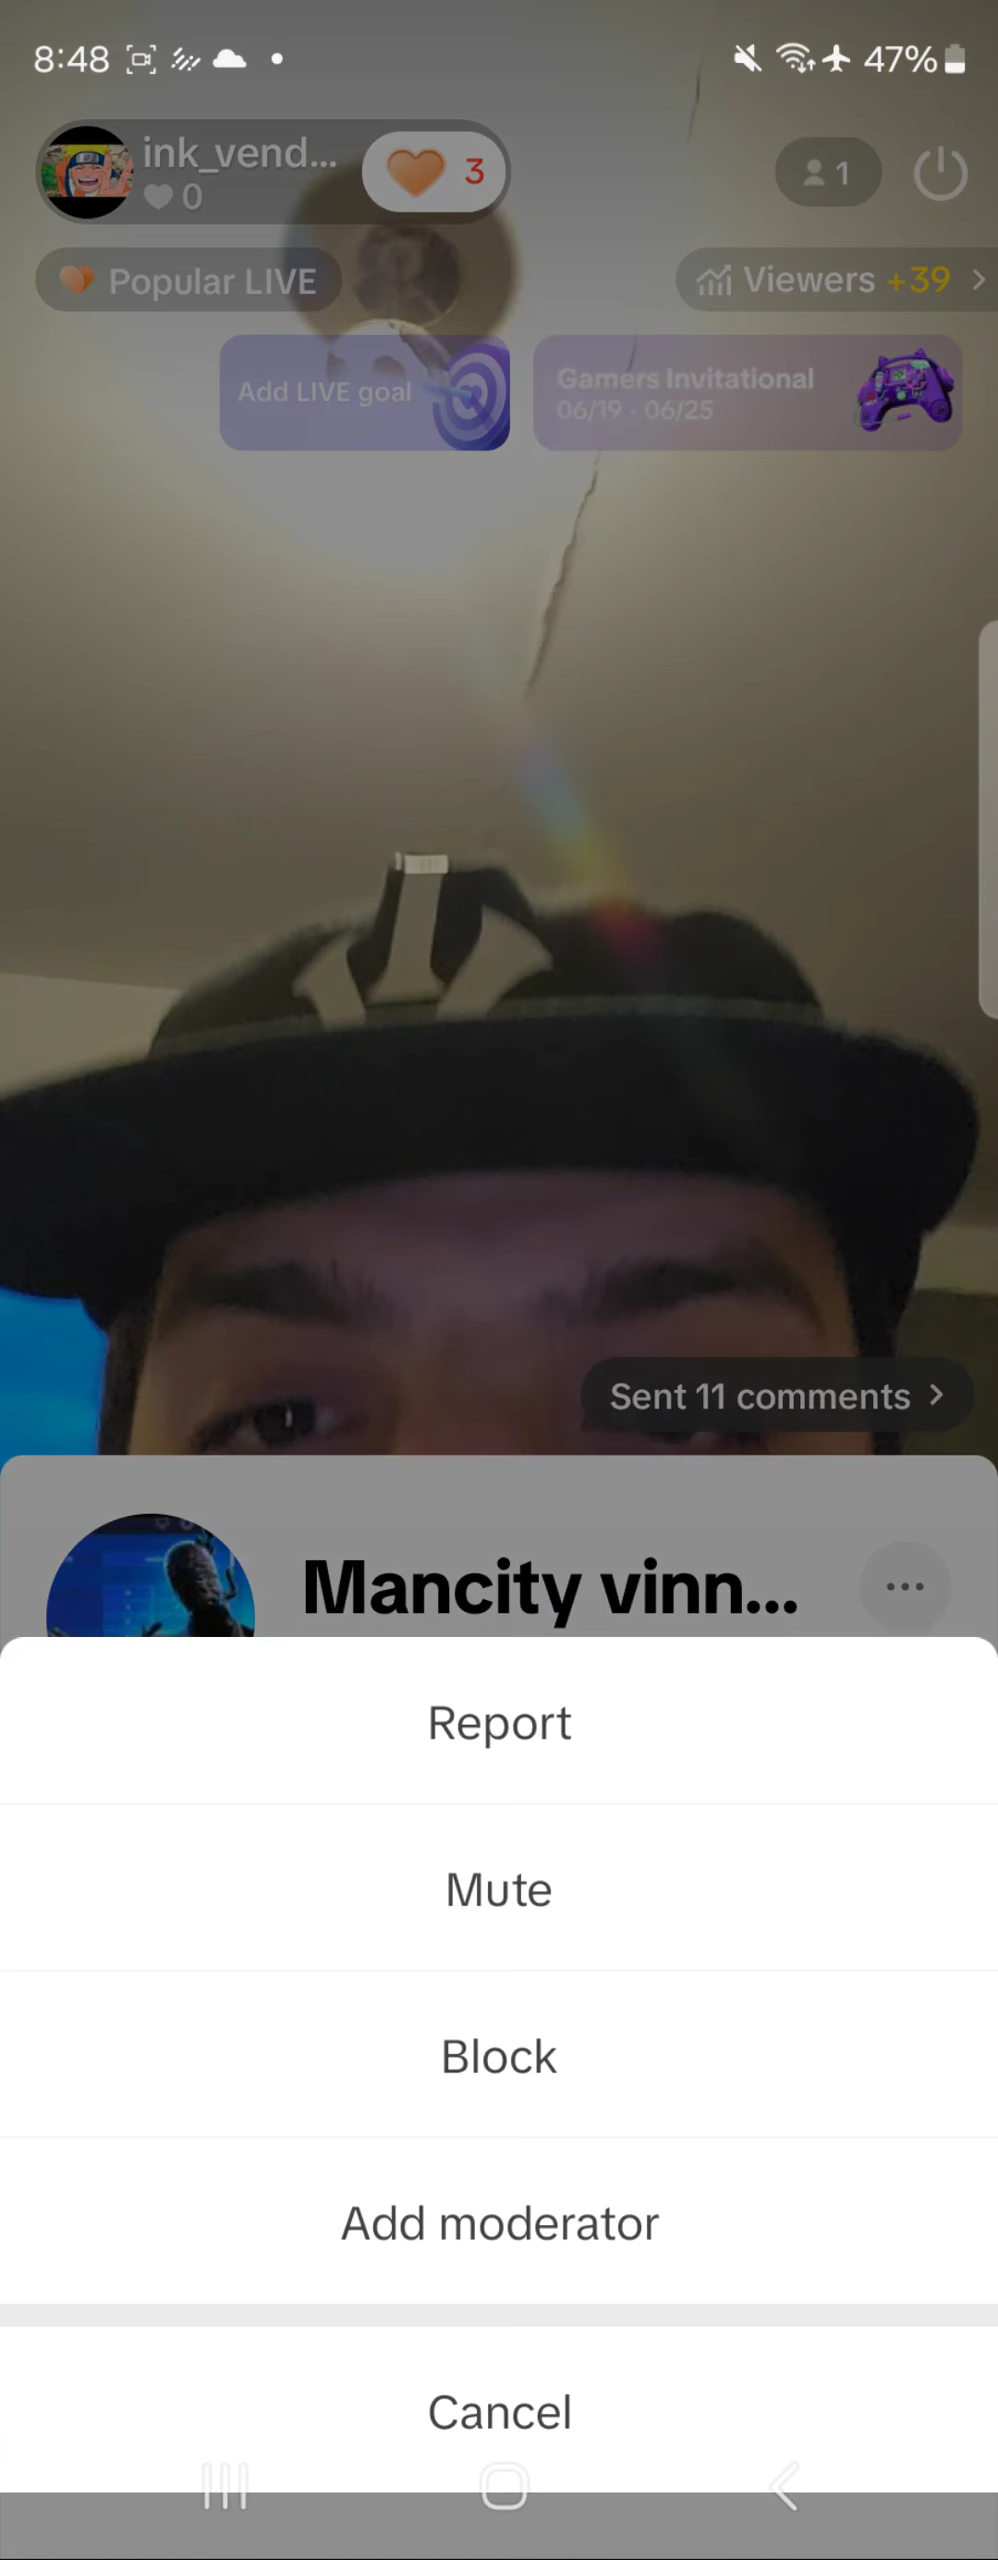 8:48
47%
ink_vend...
0
3
1
Popular LIVE
Viewers +39
Add LIVE goal
Gamers Invitational
06/19 - 06/25
Sent 11 comments
Mancity vinn...
Report
Mute
Block
Add moderator
Cancel